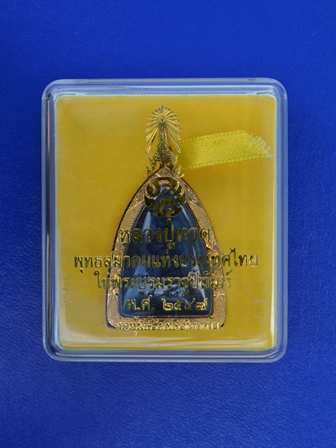 หลวงปู่ทวด
พุทธสมาคมแห่งประเทศไทย
ในพระบรมราชูปถัมภ์
พ.ศ. ๒๕๔๗